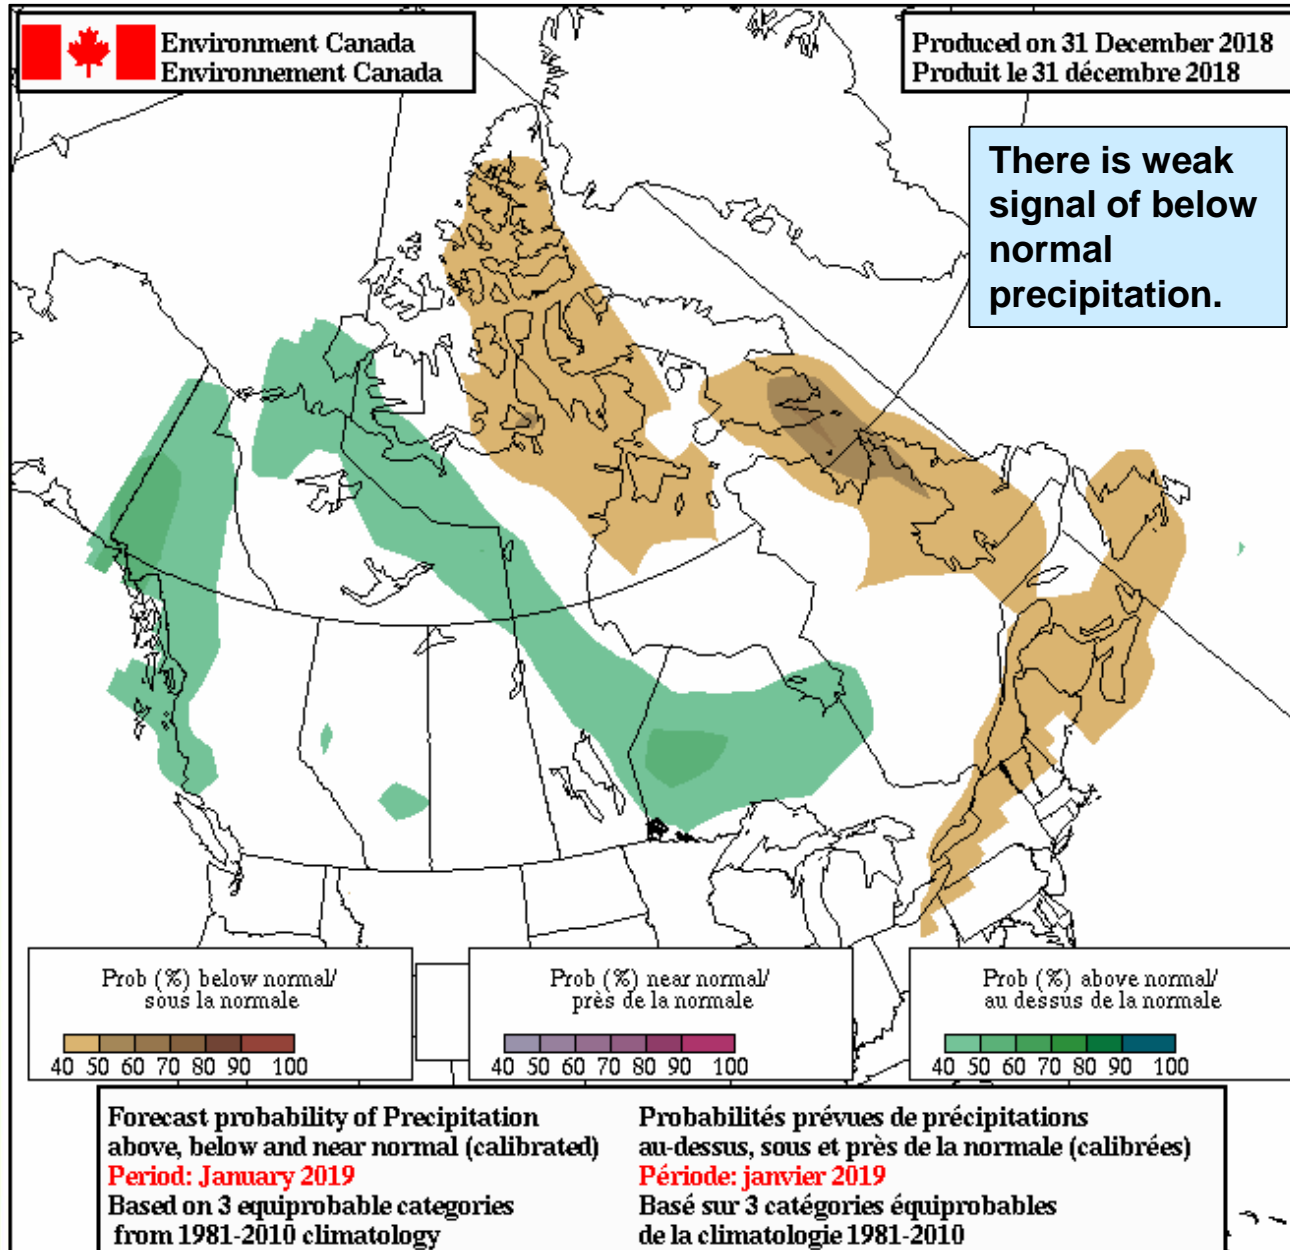 Environment Canada
Environnement Canada
Produced on 31 December 2018
Produit le 31 décembre 2018
There is weak
signal of below
normal
precipitation.
Prob (%) below normal/
sous la normale
40 50 60 70 80 90 100
Prob (%) near normal/
près de la normale
40 50 60 70 80 90 100
Prob (%) above normal/
au dessus de la normale
40 50 60 70 80 90 100
Forecast probability of Precipitation
above, below and near normal (calibrated)
Period: January 2019
Based on 3 equiprobable categories
from 1981-2010 climatology
Probabilités prévues de précipitations
au-dessus, sous et près de la normale (calibrées)
Période: janvier 2019
Basé sur 3 catégories équiprobables
de la climatologie 1981-2010